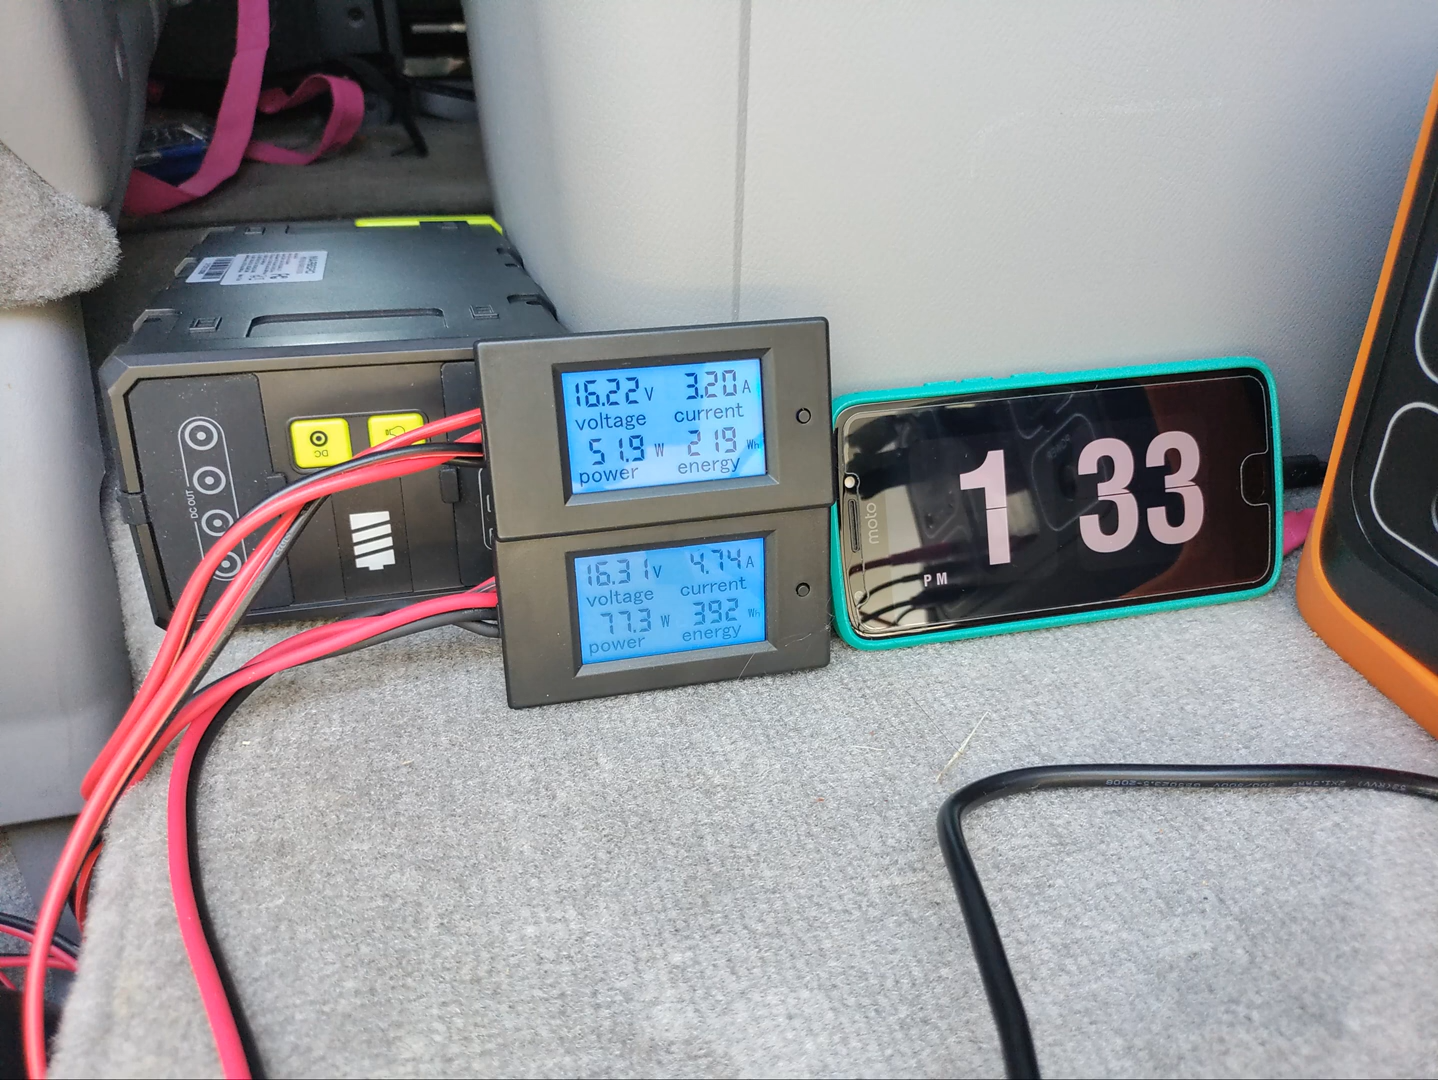 16.22 V 3.20 A
voltage current
51.9 W 219 Wh
power energy
16.31 V 4.74 A
voltage current
77.3 W 392 Wh
power energy
moto
1 33
PM
DC OUT
DC